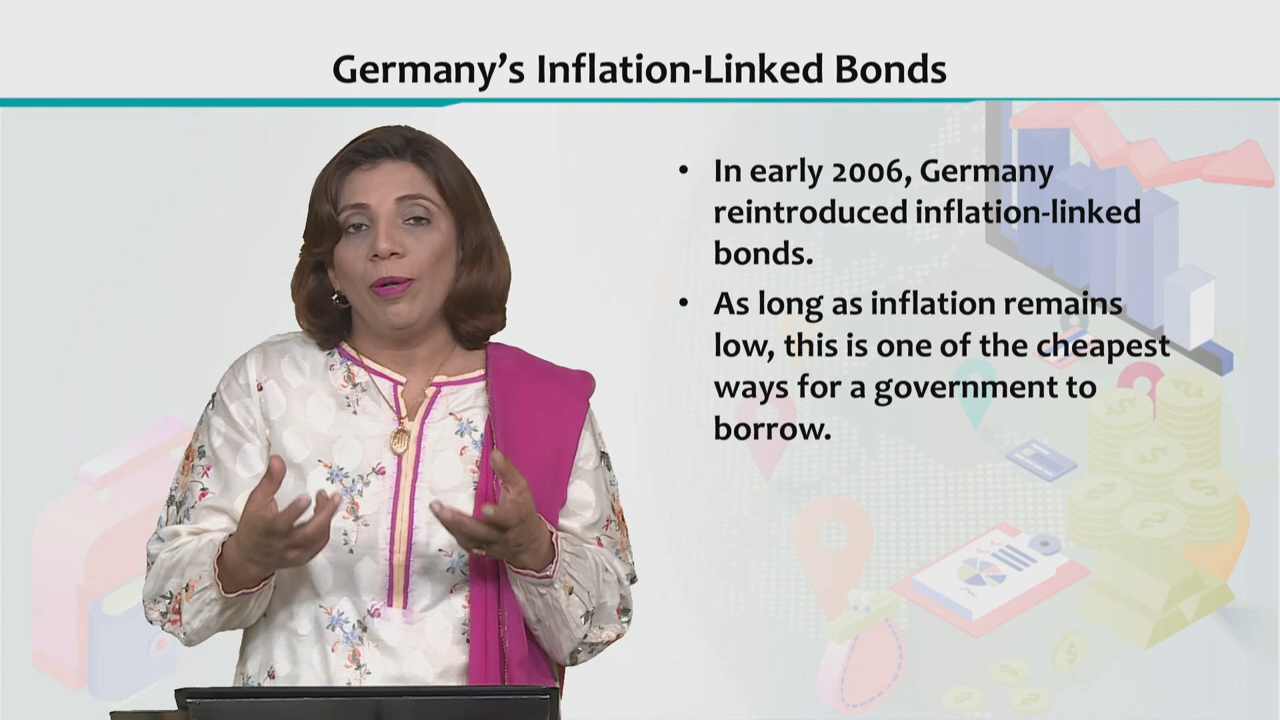 Germany’s Inflation-Linked Bonds
• In early 2006, Germany
reintroduced inflation-linked
bonds.
• As long as inflation remains
low, this is one of the cheapest
ways for a government to
borrow.